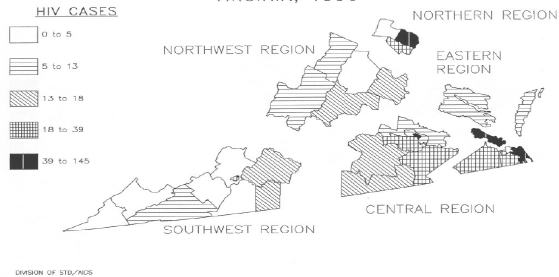 HIV CASES
0 to 5
5 to 13
13 to 18
18 to 39
39 to 145
NORTHERN REGION
NORTHWEST REGION
EASTERN
REGION
CENTRAL REGION
SOUTHWEST REGION
DIVISION OF STD/AIDS